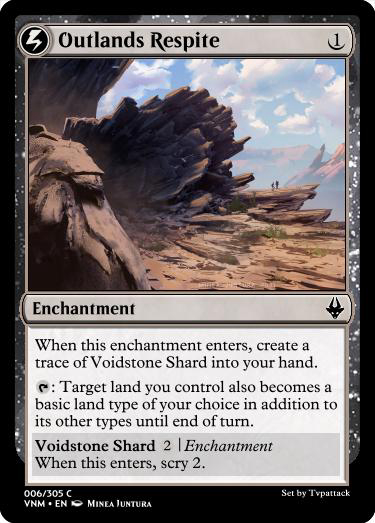 Outlands Respite 1
Enchantment
When this enchantment enters, create a
trace of Voidstone Shard into your hand.
: Target land you control also becomes a
basic land type of your choice in addition to
its other types until end of turn.
Voidstone Shard 2 | Enchantment
When this enters, scry 2.
006/305 C
VNM • EN Minea Juntura
Set by Tvpattack